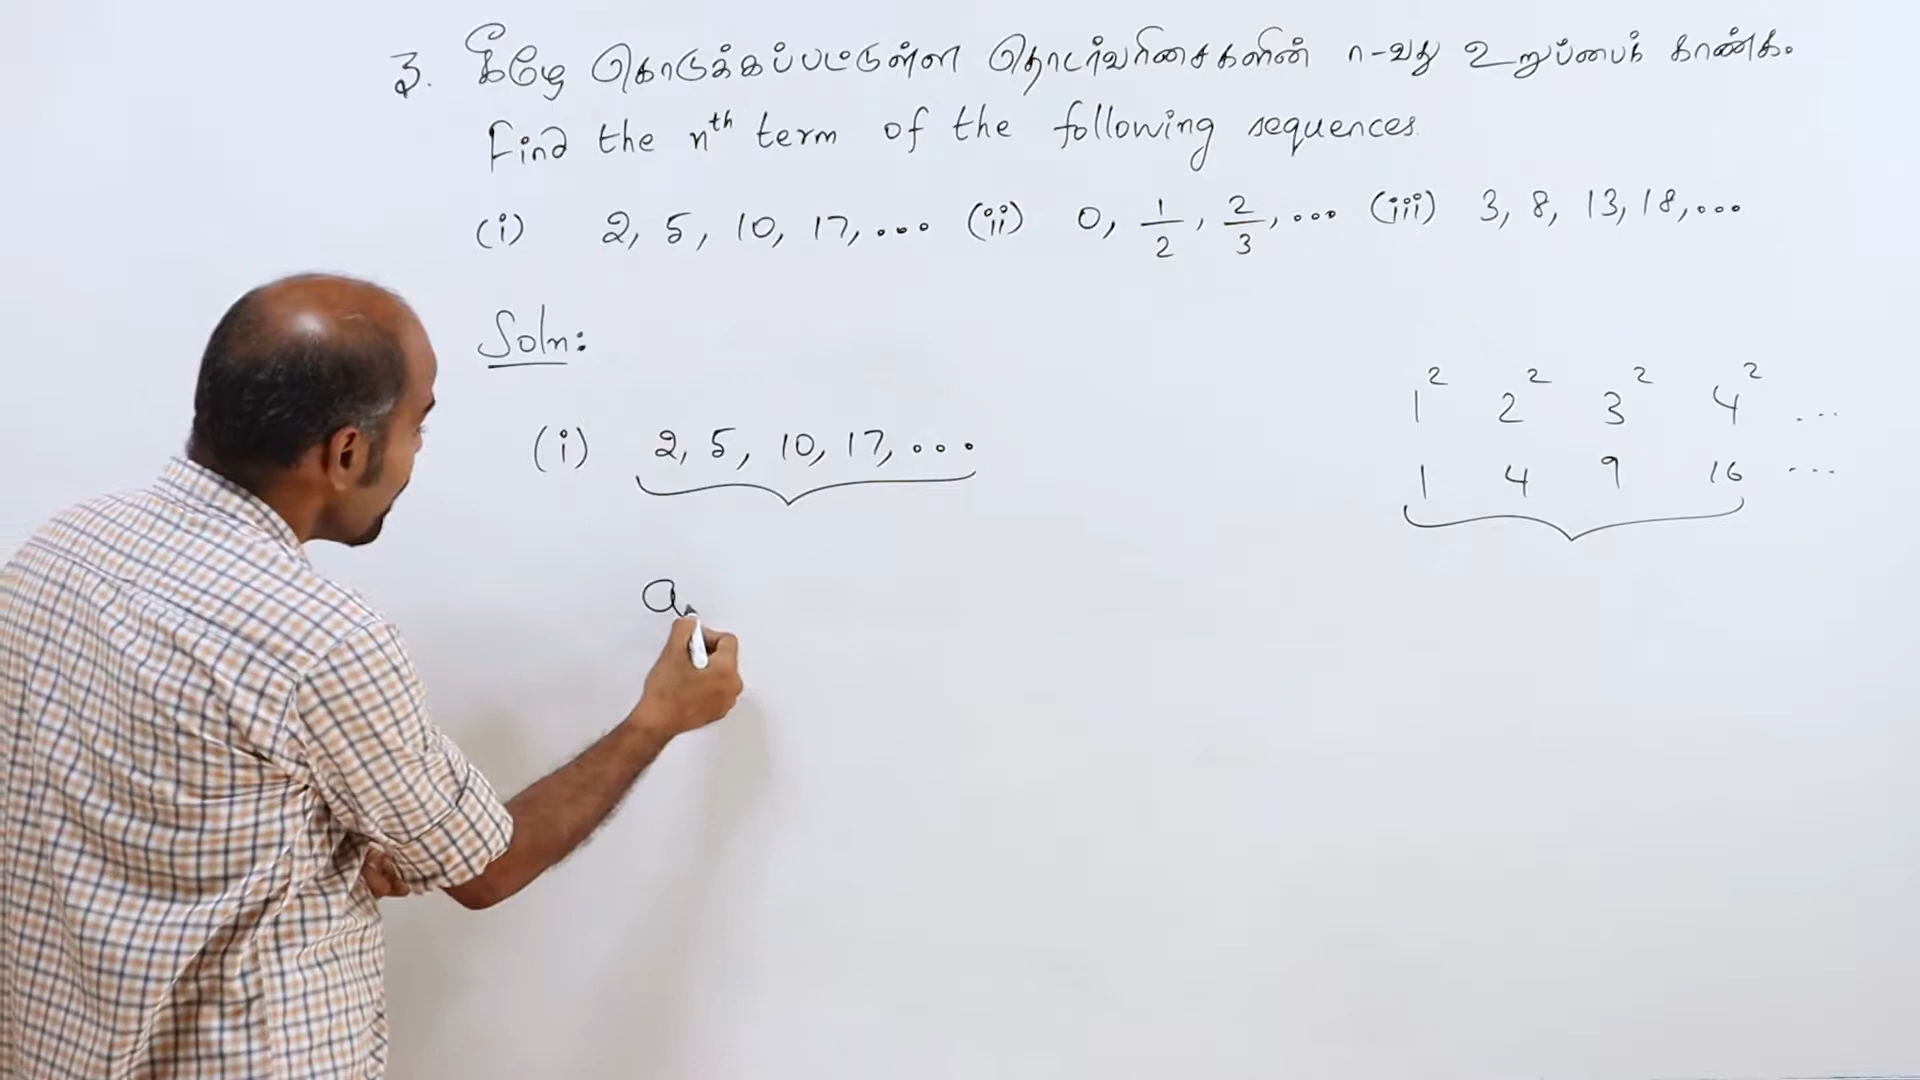 3. கீழே கொடுக்கப்பட்டுள்ள தொடர்வரிசைகளின் n-வது உறுப்பைக் காண்க.
Find the nᵗʰ term of the following sequences.
(i) 2, 5, 10, 17, ... (ii) 0, 1/2, 2/3, ... (iii) 3, 8, 13, 18, ...
Soln:
1² 2² 3² 4² ...
(i) 2, 5, 10, 17, ...
1 4 9 16 ...
a